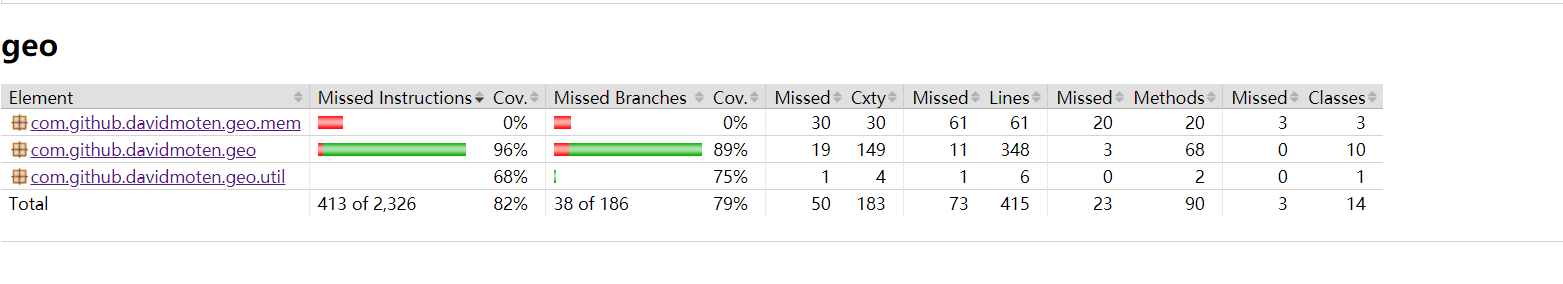 geo
Element Missed Instructions Cov. Missed Branches Cov. Missed Cxty Missed Lines Missed Methods Missed Classes
com.github.davidmoten.geo.mem 0% 0% 30 30 61 61 20 20 3 3
com.github.davidmoten.geo 96% 89% 19 149 11 348 3 68 0 10
com.github.davidmoten.geo.util 68% 75% 1 4 1 6 0 2 0 1
Total 413 of 2,326 82% 38 of 186 79% 50 183 73 415 23 90 3 14